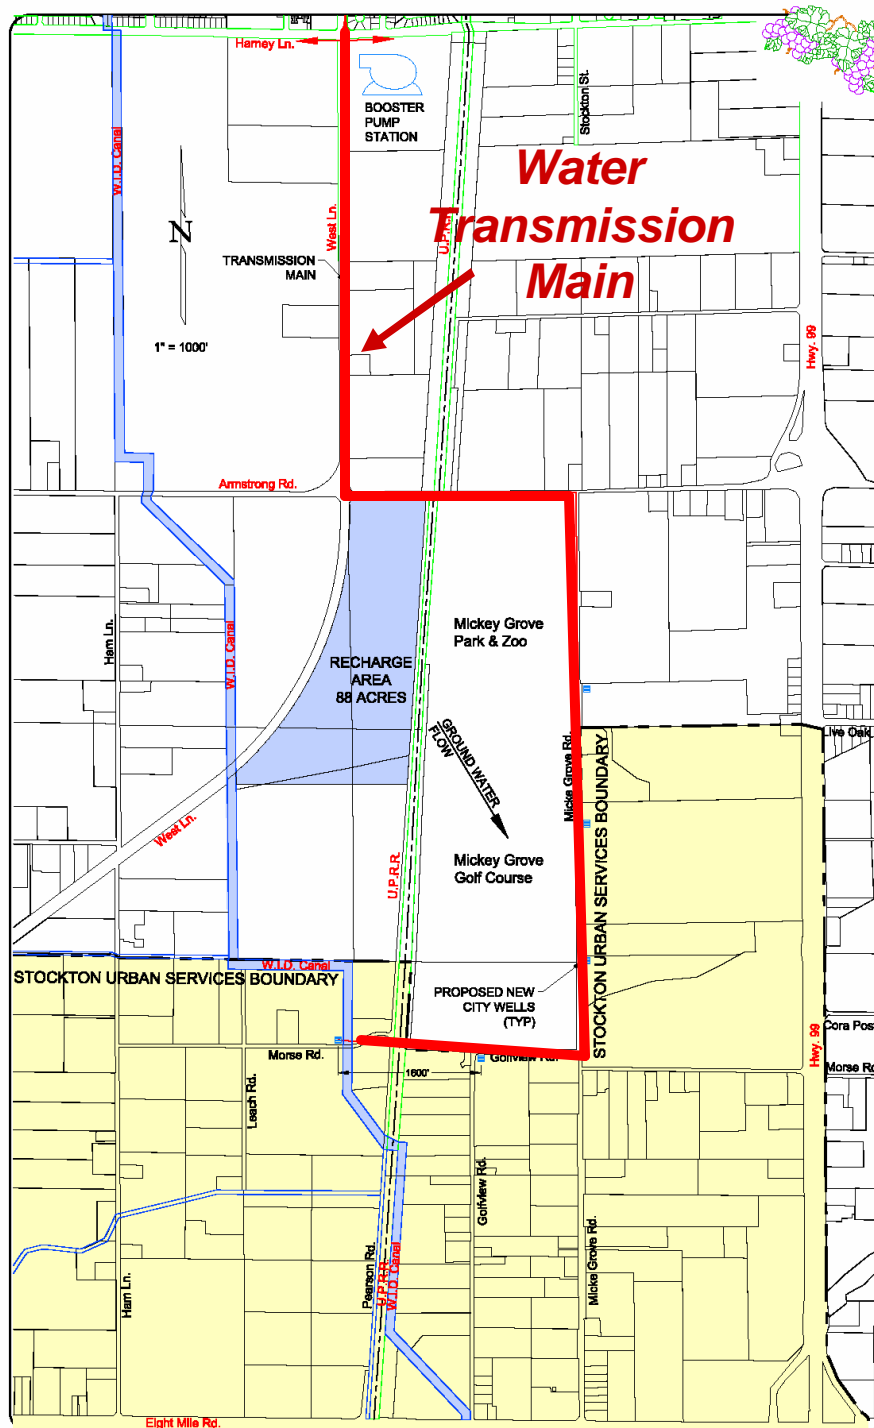 Harney Ln.
BOOSTER
PUMP
STATION
Stockton St.
W.I.D. Canal
Water
Transmission
Main
West Ln.
U.P.R.R.
N
TRANSMISSION
MAIN
1" = 1000'
Hwy. 99
Armstrong Rd.
Ham Ln.
W.I.D. Canal
Mickey Grove
Park & Zoo
RECHARGE
AREA
88 ACRES
GROUND WATER
FLOW
Micke Grove Rd.
STOCKTON URBAN SERVICES BOUNDARY
Live Oak
West Ln.
U.P.R.R.
Mickey Grove
Golf Course
W.I.D. Canal
STOCKTON URBAN SERVICES BOUNDARY
PROPOSED NEW
CITY WELLS
(TYP)
Cora Post
Hwy. 99
Morse Rd.
Golfview Rd.
Morse Rd
1600'
Leach Rd.
Golfview Rd.
Pearson Rd.
U.P.R.R.
W.I.D. Canal
Micke Grove Rd.
Ham Ln.
Eight Mile Rd.